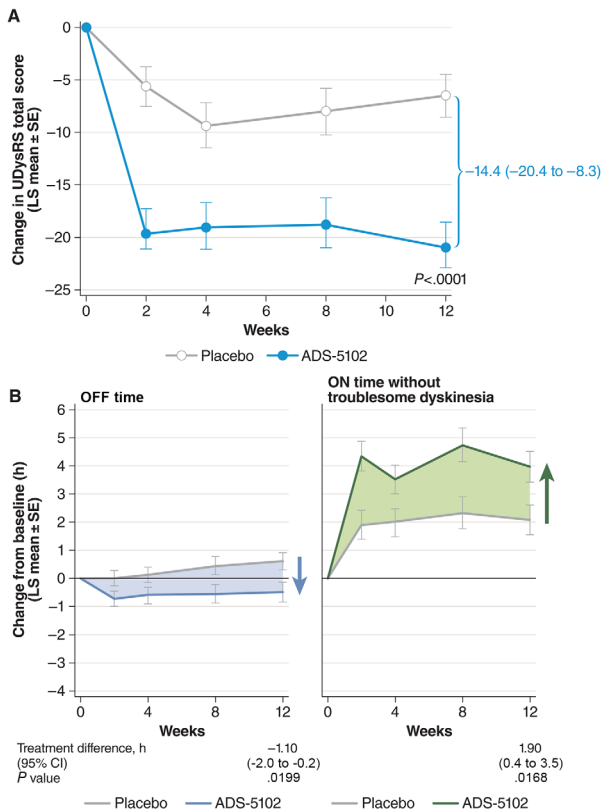 A
Change in UDysRS total score
(LS mean ± SE)
0
−5
−10
−15
−20
−25
−14.4 (−20.4 to −8.3)
P<.0001
0 2 4 6 8 10 12
Weeks
Placebo ADS-5102
B
OFF time
ON time without
troublesome dyskinesia
Change from baseline (h)
(LS mean ± SE)
6
5
4
3
2
1
0
−1
−2
−3
−4
0 4 8 12 0 4 8 12
Weeks Weeks
Treatment difference, h −1.10 1.90
(95% CI) (-2.0 to -0.2) (0.4 to 3.5)
P value .0199 .0168
Placebo ADS-5102 Placebo ADS-5102